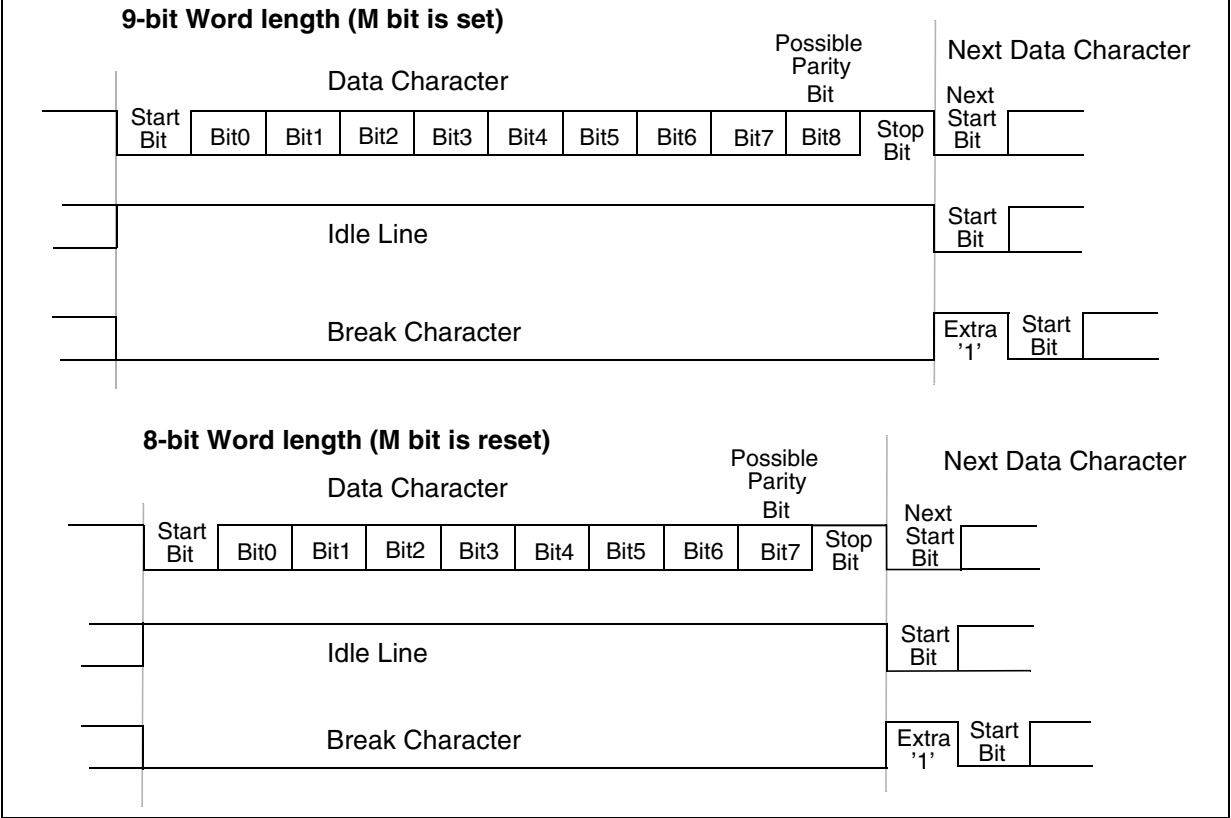 9-bit Word length (M bit is set)
Possible
Parity
Bit
Next Data Character
Data Character
Start
Bit
Bit0
Bit1
Bit2
Bit3
Bit4
Bit5
Bit6
Bit7
Bit8
Stop
Bit
Next
Start
Bit
Idle Line
Start
Bit
Break Character
Extra
’1’
Start
Bit
8-bit Word length (M bit is reset)
Possible
Parity
Bit
Next Data Character
Data Character
Start
Bit
Bit0
Bit1
Bit2
Bit3
Bit4
Bit5
Bit6
Bit7
Stop
Bit
Next
Start
Bit
Idle Line
Start
Bit
Break Character
Extra
’1’
Start
Bit